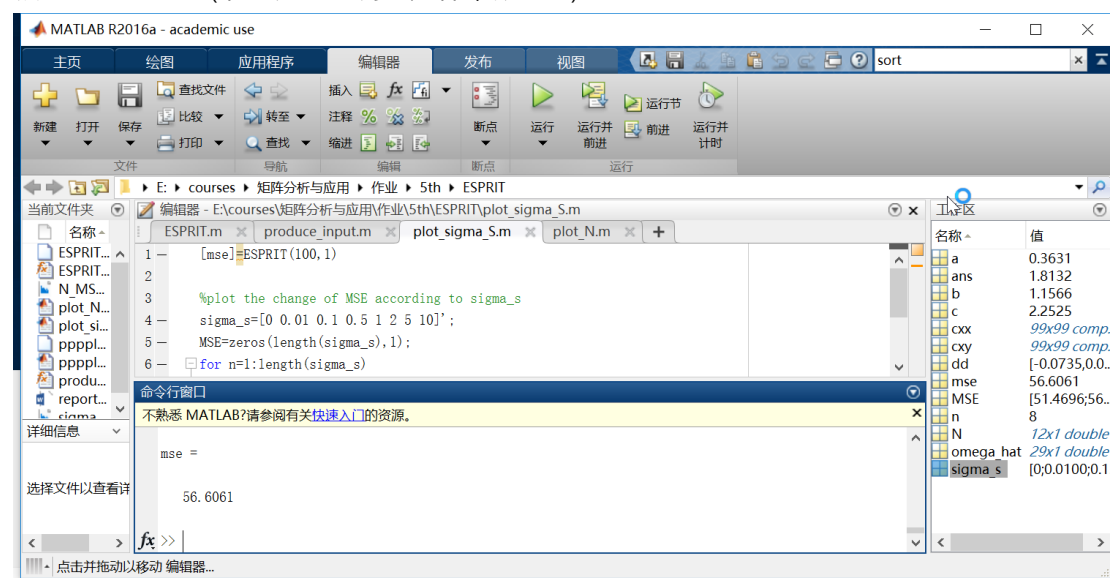 MATLAB R2016a - academic use
主页 绘图 应用程序 编辑器 发布 视图 sort
新建 打开 保存 查找文件 比较 打印 转至 查找 插入 注释 缩进 fx 断点 运行 运行并前进 运行节 前进 运行并计时
文件 导航 编辑 断点 运行
E: courses 矩阵分析与应用 作业 5th ESPRIT
当前文件夹
名称
ESPRIT...
ESPRIT...
N_MS...
plot_N...
plot_si...
ppppl...
ppppl...
produ...
report...
sigma
详细信息
选择文件以查看详
编辑器 - E:\courses\矩阵分析与应用\作业\5th\ESPRIT\plot_sigma_S.m
ESPRIT.m produce_input.m plot_sigma_S.m plot_N.m
1 [mse]=ESPRIT(100,1)
2
3 %plot the change of MSE according to sigma_s
4 sigma_s=[0 0.01 0.1 0.5 1 2 5 10]';
5 MSE=zeros(length(sigma_s),1);
6 for n=1:length(sigma_s)
命令行窗口
不熟悉 MATLAB?请参阅有关快速入门的资源。
mse =
56.6061
fx >>
名称 值
a 0.3631
ans 1.8132
b 1.1566
c 2.2525
cxx 99x99 comp.
cxy 99x99 comp.
dd [-0.0735,0.0..
mse 56.6061
MSE [51.4696;56..
n 8
N 12x1 double
omega_hat 29x1 double
sigma_s [0;0.0100;0.1
点击并拖动以移动 编辑器...